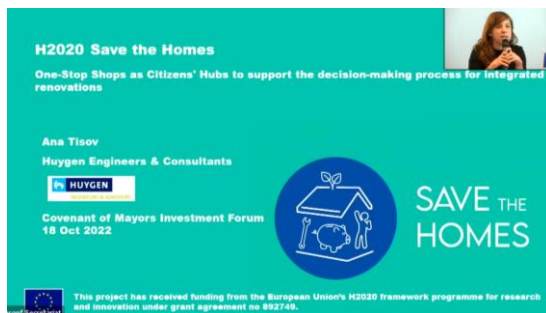 H2020 Save the Homes
One-Stop Shops as Citizens' Hubs to support the decision-making process for integrated
renovations
Ana Tisov
Huygen Engineers & Consultants
HUYGEN
Covenant of Mayors Investment Forum
18 Oct 2022
SAVE THE
HOMES
This project has received funding from the European Union's H2020 framework programme for research
and innovation under grant agreement no 892749.
Secretariat